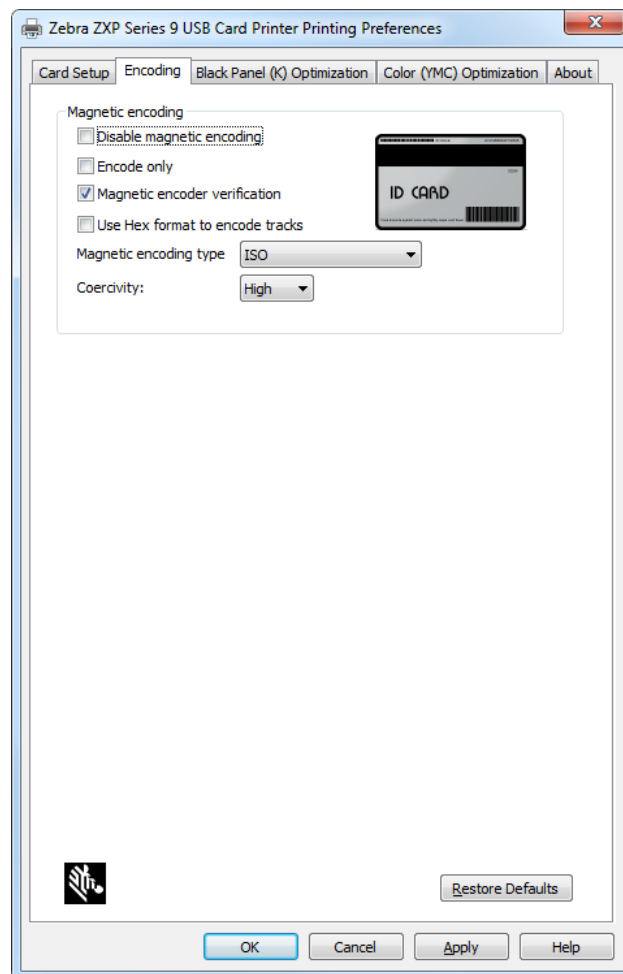 Zebra ZXP Series 9 USB Card Printer Printing Preferences
Card Setup Encoding Black Panel (K) Optimization Color (YMC) Optimization About
Magnetic encoding
Disable magnetic encoding
Encode only
Magnetic encoder verification
Use Hex format to encode tracks
ID CARD
Magnetic encoding type ISO
Coercivity: High
Restore Defaults
OK Cancel Apply Help